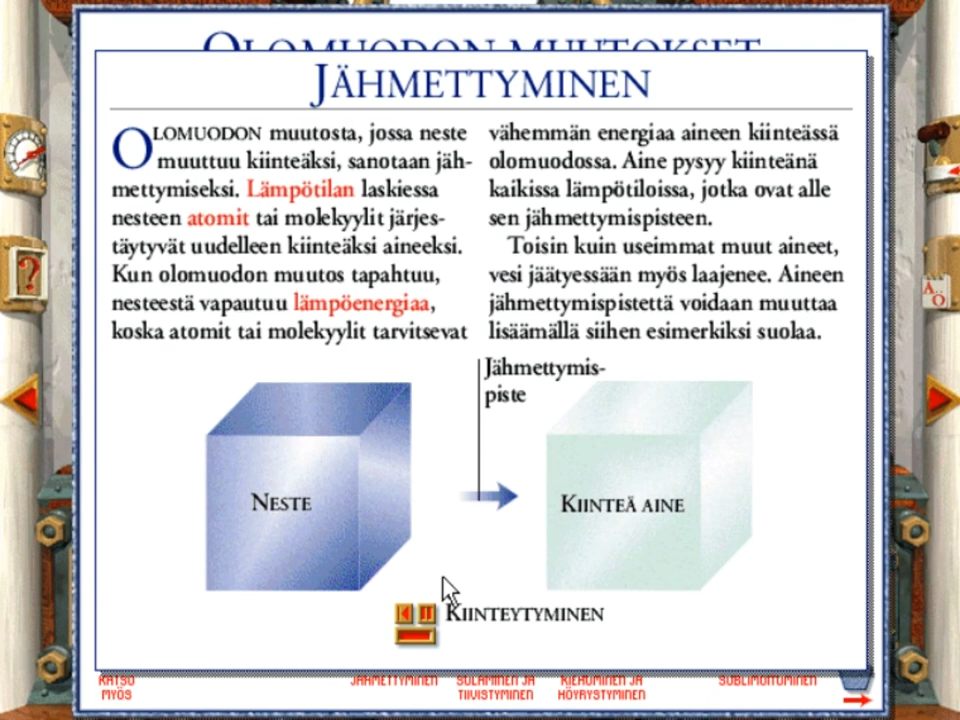 OLOMUODON MUUTOKSET
JÄHMETTYMINEN
OLOMUODON muutosta, jossa neste
muuttuu kiinteäksi, sanotaan jäh-
mettymiseksi. Lämpötilan laskiessa
nesteen atomit tai molekyylit järjes-
täytyvät uudelleen kiinteäksi aineeksi.
Kun olomuodon muutos tapahtuu,
nesteestä vapautuu lämpöenergiaa,
koska atomit tai molekyylit tarvitsevat
vähemmän energiaa aineen kiinteässä
olomuodossa. Aine pysyy kiinteänä
kaikissa lämpötiloissa, jotka ovat alle
sen jähmettymispisteen.
Toisin kuin useimmat muut aineet,
vesi jäätyessään myös laajenee. Aineen
jähmettymispistettä voidaan muuttaa
lisäämällä siihen esimerkiksi suolaa.
Jähmettymis-
piste
NESTE
KIINTEÄ AINE
KIINTEYTYMINEN
KATSO
MYÖS
JÄHMETTYMINEN
SULAMINEN JA
TIIVISTYMINEN
KIEHUMINEN JA
HÖYRYSTYMINEN
SUBLIMOITUMINEN
?
A...
O